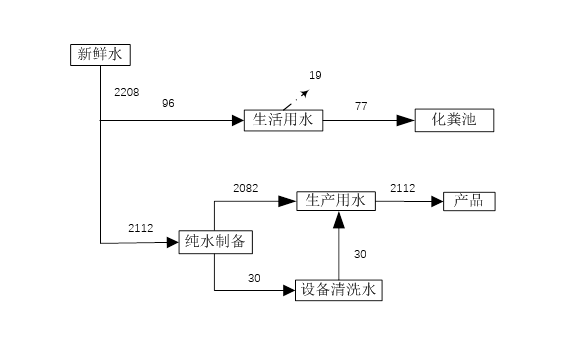 新鲜水
19
2208
96
77
生活用水
化粪池
2082
2112
生产用水
产品
2112
纯水制备
30
30
设备清洗水